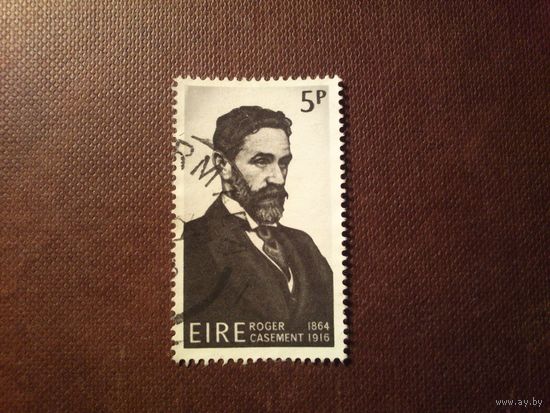 5P
EIRE ROGER 1864
CASEMENT 1916
www.ay.by